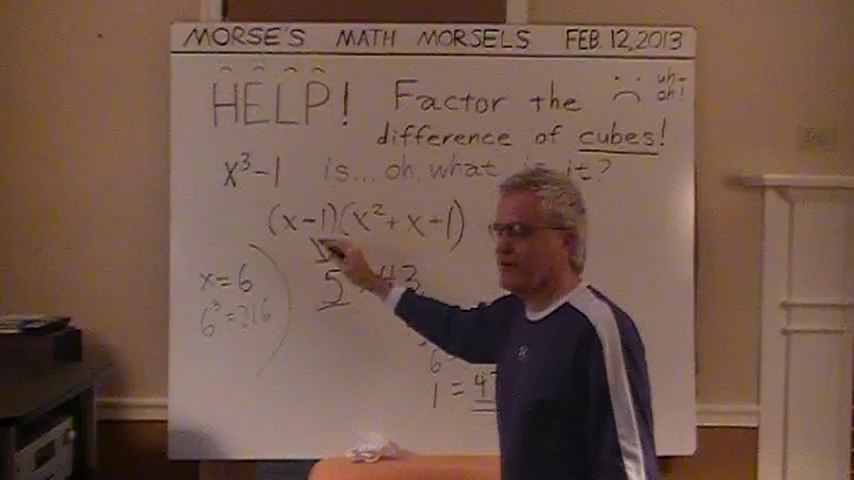 MORSE'S MATH MORSELS FEB. 12, 2013
HELP! Factor the
uh-
oh!
difference of cubes!
x³-1 is... oh, what is it?
(x-1)(x²+x+1)
x=6
6³=216
5 43
6
1 =